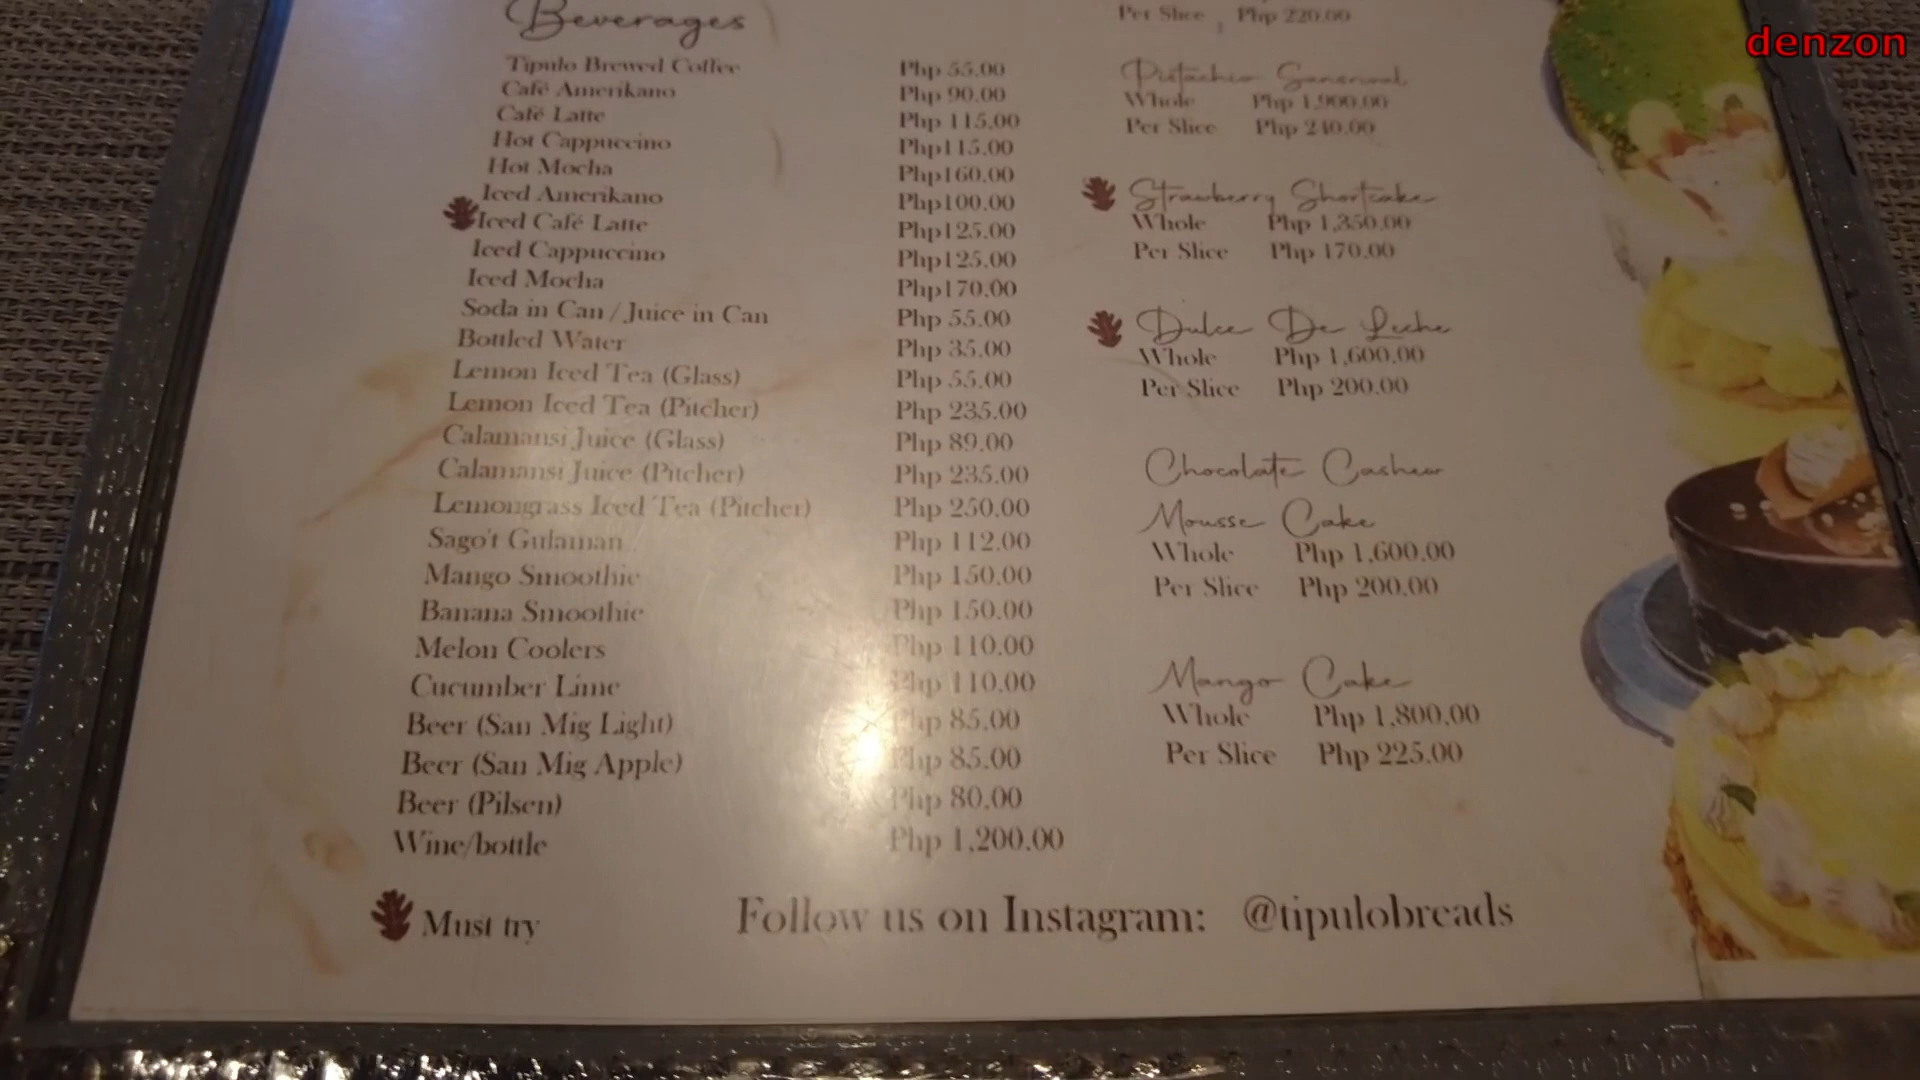 Beverages
Tipulo Brewed Coffee Php 55.00
Café Amerikano Php 90.00
Café Latte Php 115.00
Hot Cappuccino Php115.00
Hot Mocha Php160.00
Iced Amerikano Php100.00
Iced Café Latte Php125.00
Iced Cappuccino Php125.00
Iced Mocha Php170.00
Soda in Can / Juice in Can Php 55.00
Bottled Water Php 35.00
Lemon Iced Tea (Glass) Php 55.00
Lemon Iced Tea (Pitcher) Php 235.00
Calamansi Juice (Glass) Php 89.00
Calamansi Juice (Pitcher) Php 235.00
Lemongrass Iced Tea (Pitcher) Php 250.00
Sago't Gulaman Php 112.00
Mango Smoothie Php 150.00
Banana Smoothie Php 150.00
Melon Coolers Php 110.00
Cucumber Lime Php 110.00
Beer (San Mig Light) Php 85.00
Beer (San Mig Apple) Php 85.00
Beer (Pilsen) Php 80.00
Wine/bottle Php 1,200.00
Must try
Per Slice Php 220.00
Pistachio Sansrival
Whole Php 1,900.00
Per Slice Php 240.00
Strawberry Shortcake
Whole Php 1,350.00
Per Slice Php 170.00
Dulce De Leche
Whole Php 1,600.00
Per Slice Php 200.00
Chocolate Cashew
Mousse Cake
Whole Php 1,600.00
Per Slice Php 200.00
Mango Cake
Whole Php 1,800.00
Per Slice Php 225.00
Follow us on Instagram: @tipulobreads
denzon